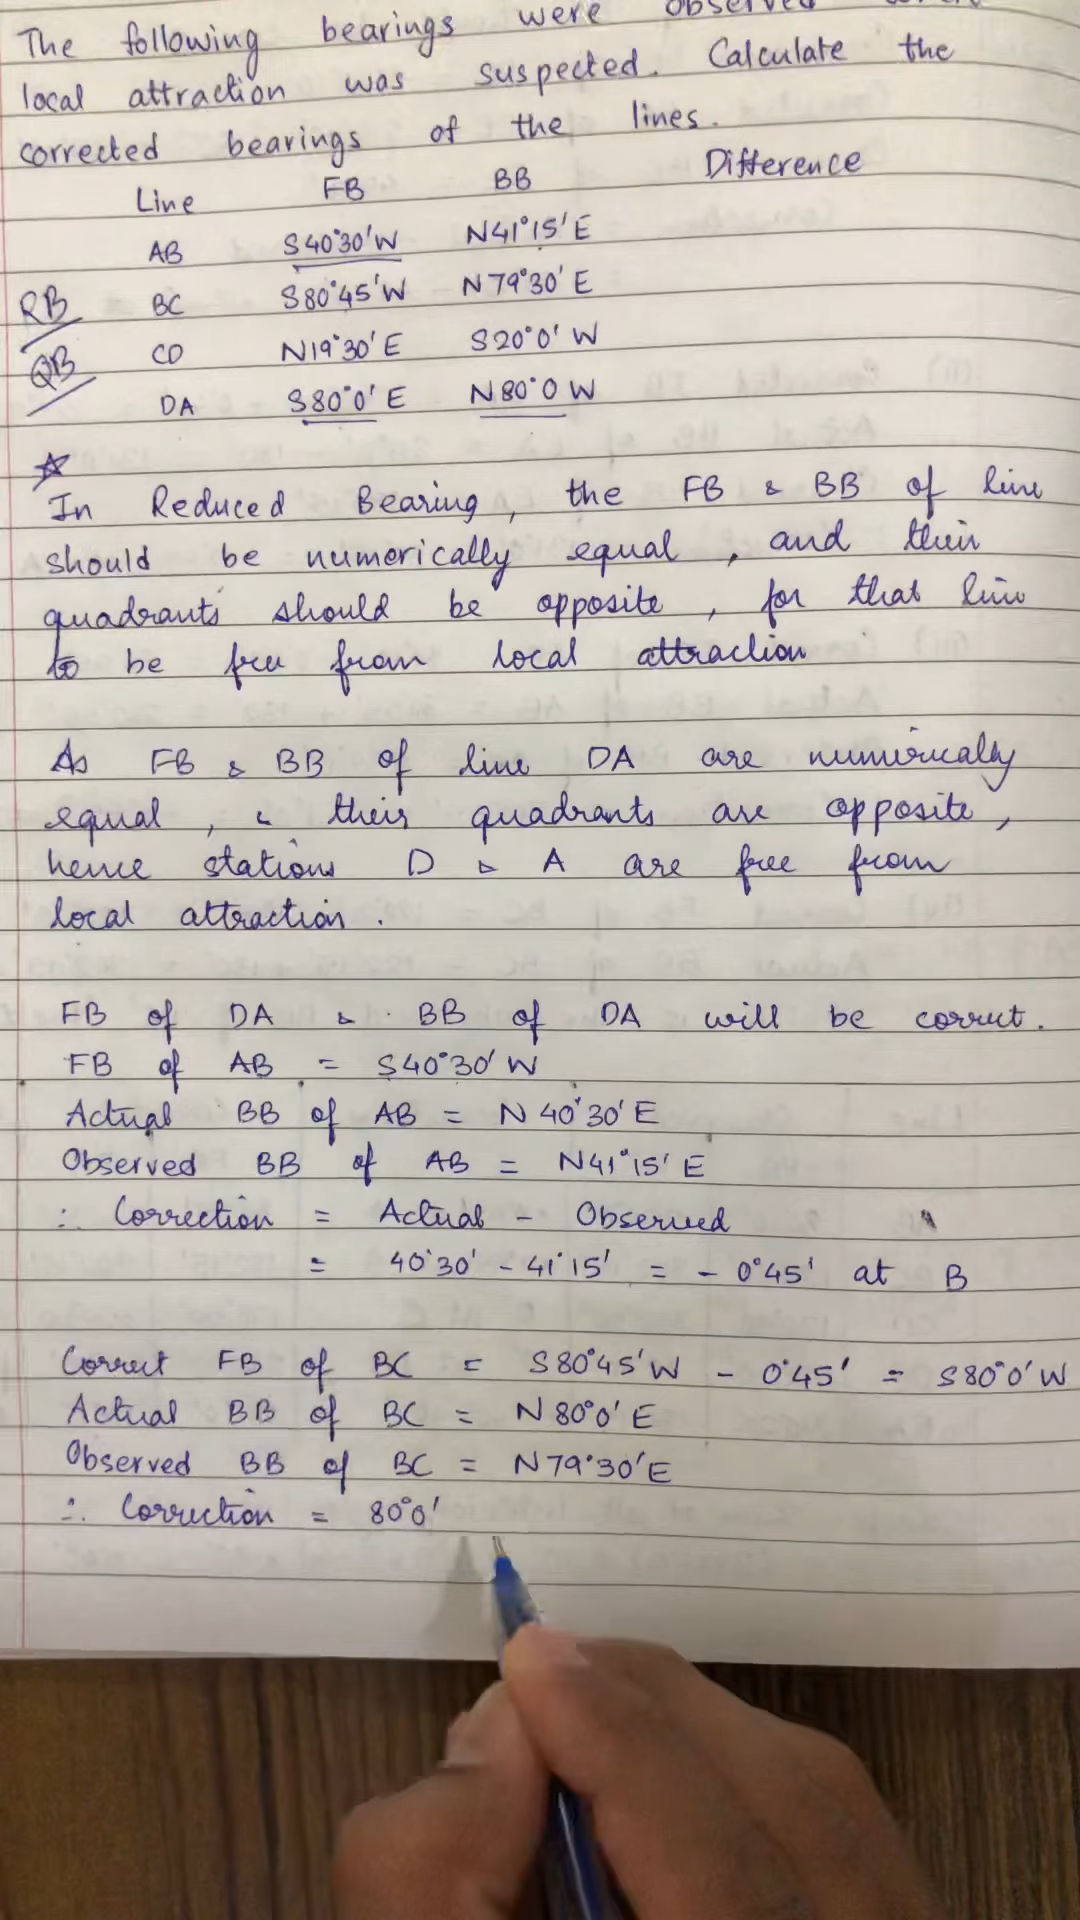 The following bearings were observed
local attraction was suspected. Calculate the
corrected bearings of the lines.
Line FB BB Difference
AB S40°30'W N41°15'E
RB BC S80°45'W N79°30'E
QB CD N19°30'E S20°0'W
DA S80°0'E N80°0W
☆
In Reduced Bearing, the FB & BB of line
should be numerically equal, and their
quadrants should be opposite, for that line
to be free from local attraction
As FB & BB of line DA are numerically
equal, & their quadrants are opposite,
hence stations D & A are free from
local attraction.
FB of DA & BB of DA will be correct.
FB of AB = S40°30'W
Actual BB of AB = N40°30'E
Observed BB of AB = N41°15'E
∴ Correction = Actual - Observed
= 40°30' - 41°15' = - 0°45' at B
Correct FB of BC = S80°45'W - 0°45' = S80°0'W
Actual BB of BC = N80°0'E
Observed BB of BC = N79°30'E
∴ Correction = 80°0'